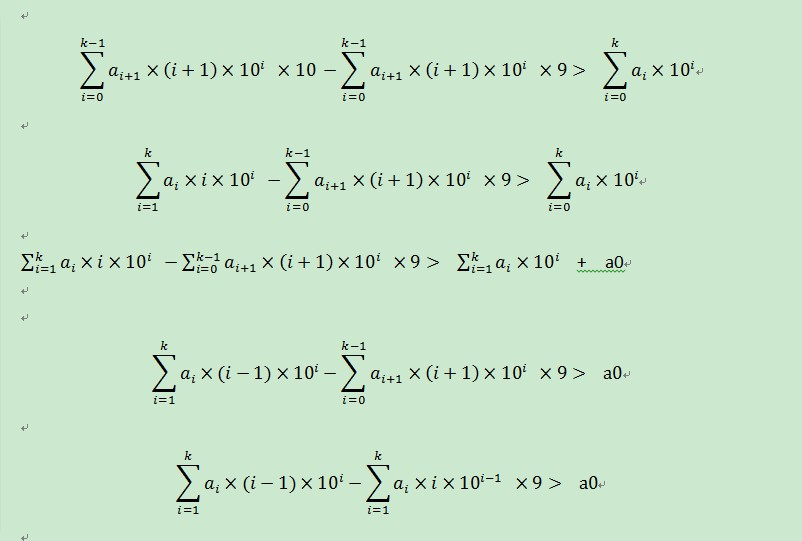 ∑_{i=0}^{k−1} a_{i+1} × (i + 1) × 10^i × 10 − ∑_{i=0}^{k−1} a_{i+1} × (i + 1) × 10^i × 9 > ∑_{i=0}^{k} a_i × 10^i
∑_{i=1}^{k} a_i × i × 10^i − ∑_{i=0}^{k−1} a_{i+1} × (i + 1) × 10^i × 9 > ∑_{i=0}^{k} a_i × 10^i
∑_{i=1}^{k} a_i × i × 10^i − ∑_{i=0}^{k−1} a_{i+1} × (i + 1) × 10^i × 9 > ∑_{i=1}^{k} a_i × 10^i + a0
∑_{i=1}^{k} a_i × (i − 1) × 10^i − ∑_{i=0}^{k−1} a_{i+1} × (i + 1) × 10^i × 9 > a0
∑_{i=1}^{k} a_i × (i − 1) × 10^i − ∑_{i=1}^{k} a_i × i × 10^{i−1} × 9 > a0